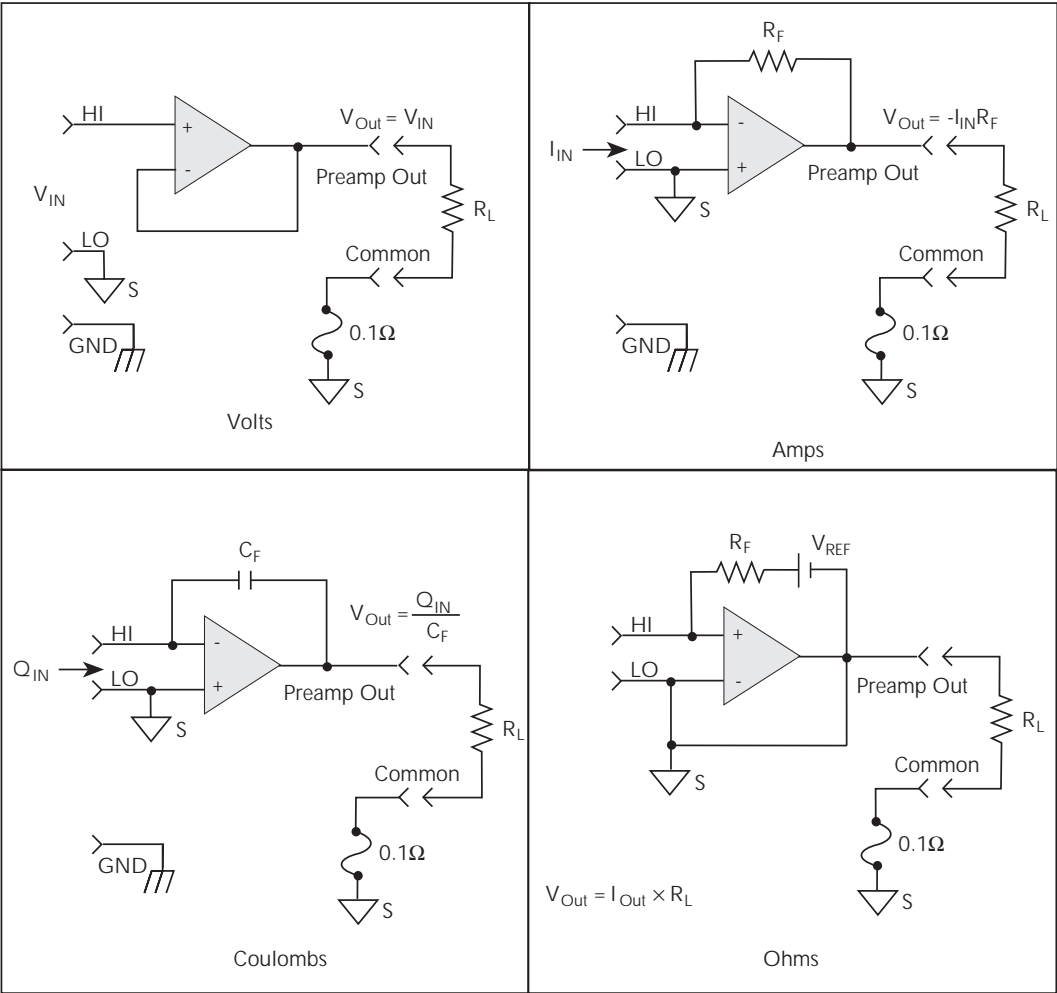 HI
+
-
V_Out = V_IN
Preamp Out
V_IN
R_L
LO
S
Common
GND
0.1Ω
S
Volts
R_F
HI
-
V_Out = -I_IN R_F
I_IN
LO
+
Preamp Out
S
R_L
Common
GND
0.1Ω
S
Amps
C_F
V_Out = Q_IN
C_F
HI
-
Q_IN
LO
+
Preamp Out
S
R_L
Common
GND
0.1Ω
S
Coulombs
R_F
V_REF
HI
+
LO
-
Preamp Out
R_L
S
Common
0.1Ω
V_Out = I_Out × R_L
S
Ohms